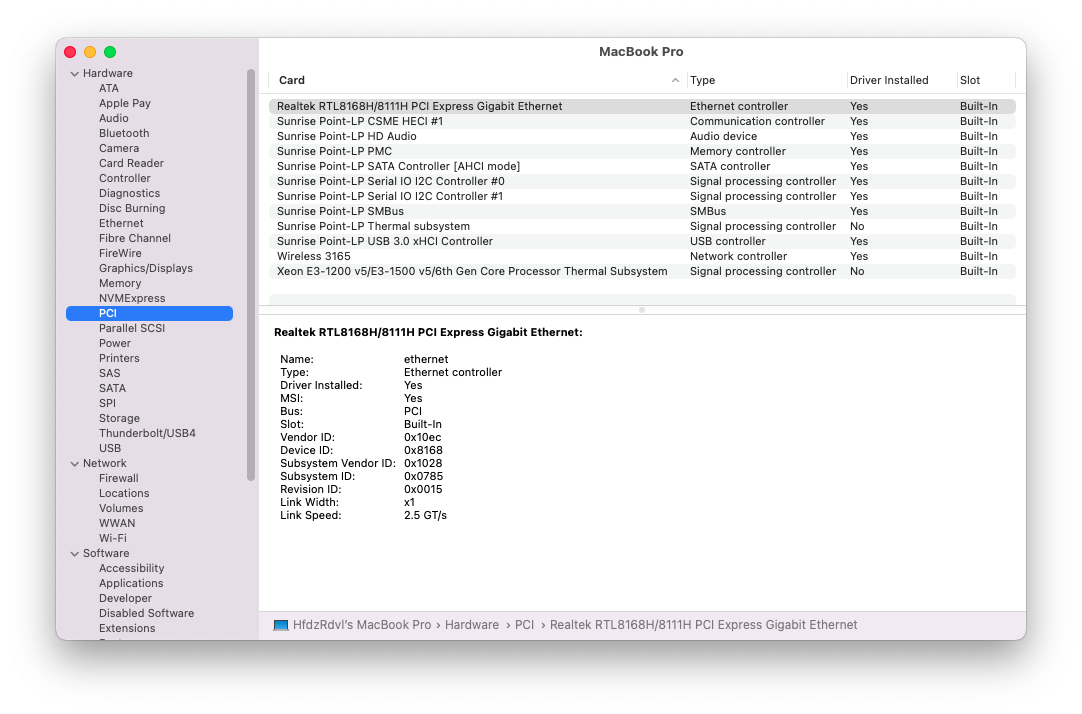 MacBook Pro
Hardware
ATA
Apple Pay
Audio
Bluetooth
Camera
Card Reader
Controller
Diagnostics
Disc Burning
Ethernet
Fibre Channel
FireWire
Graphics/Displays
Memory
NVMExpress
PCI
Parallel SCSI
Power
Printers
SAS
SATA
SPI
Storage
Thunderbolt/USB4
USB
Network
Firewall
Locations
Volumes
WWAN
Wi-Fi
Software
Accessibility
Applications
Developer
Disabled Software
Extensions
Card Type Driver Installed Slot
Realtek RTL8168H/8111H PCI Express Gigabit Ethernet Ethernet controller Yes Built-In
Sunrise Point-LP CSME HECI #1 Communication controller Yes Built-In
Sunrise Point-LP HD Audio Audio device Yes Built-In
Sunrise Point-LP PMC Memory controller Yes Built-In
Sunrise Point-LP SATA Controller [AHCI mode] SATA controller Yes Built-In
Sunrise Point-LP Serial IO I2C Controller #0 Signal processing controller Yes Built-In
Sunrise Point-LP Serial IO I2C Controller #1 Signal processing controller Yes Built-In
Sunrise Point-LP SMBus SMBus Yes Built-In
Sunrise Point-LP Thermal subsystem Signal processing controller No Built-In
Sunrise Point-LP USB 3.0 xHCI Controller USB controller Yes Built-In
Wireless 3165 Network controller Yes Built-In
Xeon E3-1200 v5/E3-1500 v5/6th Gen Core Processor Thermal Subsystem Signal processing controller No Built-In
Realtek RTL8168H/8111H PCI Express Gigabit Ethernet:
Name: ethernet
Type: Ethernet controller
Driver Installed: Yes
MSI: Yes
Bus: PCI
Slot: Built-In
Vendor ID: 0x10ec
Device ID: 0x8168
Subsystem Vendor ID: 0x1028
Subsystem ID: 0x0785
Revision ID: 0x0015
Link Width: x1
Link Speed: 2.5 GT/s
HfdzRdvl's MacBook Pro › Hardware › PCI › Realtek RTL8168H/8111H PCI Express Gigabit Ethernet